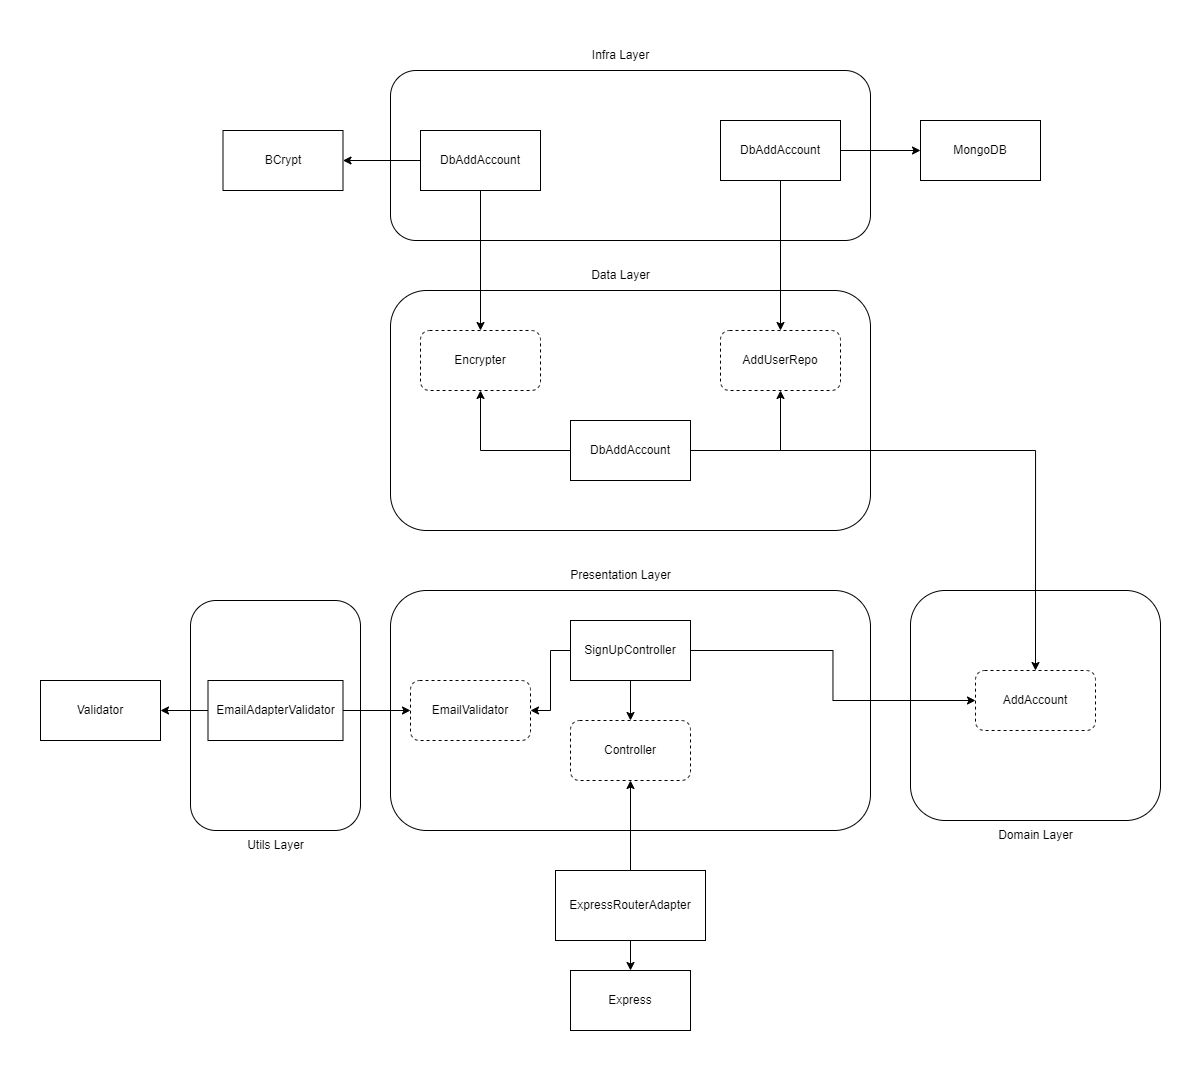 Infra Layer
BCrypt
DbAddAccount
DbAddAccount
MongoDB
Data Layer
Encrypter
AddUserRepo
DbAddAccount
Presentation Layer
SignUpController
Validator
EmailAdapterValidator
EmailValidator
AddAccount
Controller
Domain Layer
Utils Layer
ExpressRouterAdapter
Express